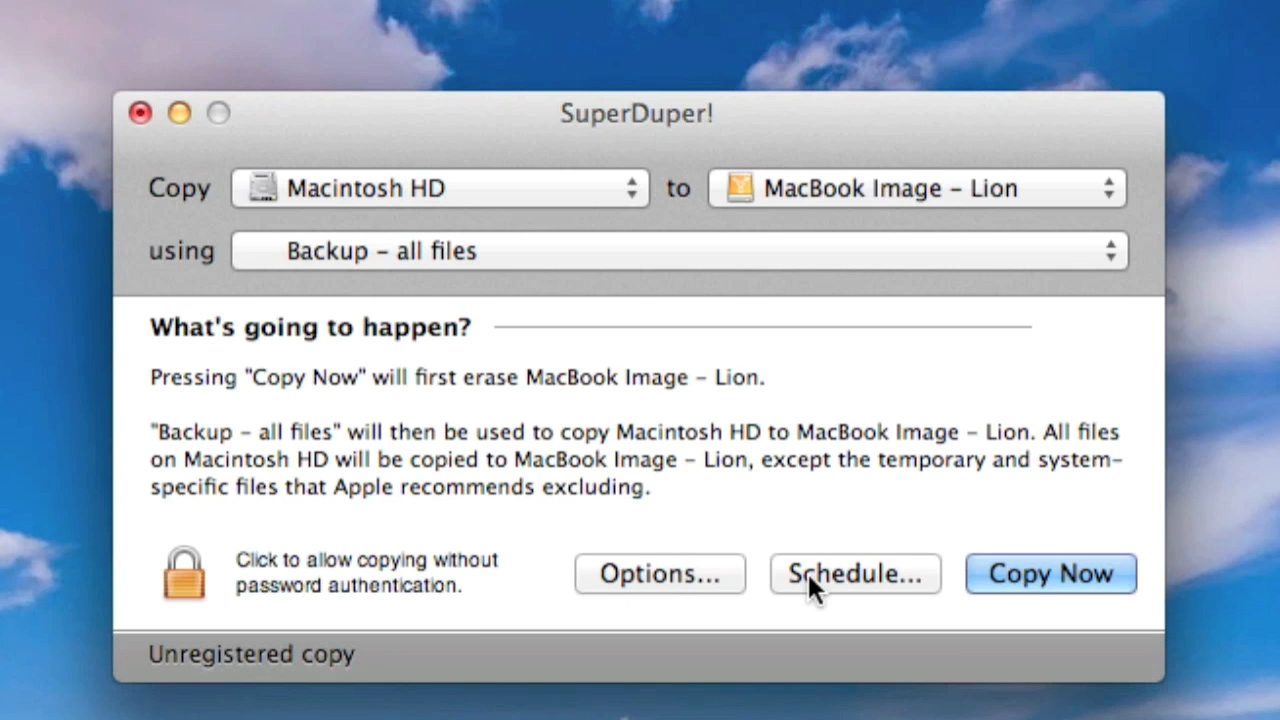 SuperDuper!
Copy Macintosh HD to MacBook Image – Lion
using Backup – all files
What's going to happen?
Pressing "Copy Now" will first erase MacBook Image – Lion.
"Backup – all files" will then be used to copy Macintosh HD to MacBook Image – Lion. All files
on Macintosh HD will be copied to MacBook Image – Lion, except the temporary and system-
specific files that Apple recommends excluding.
Click to allow copying without
password authentication.
Options... Schedule... Copy Now
Unregistered copy